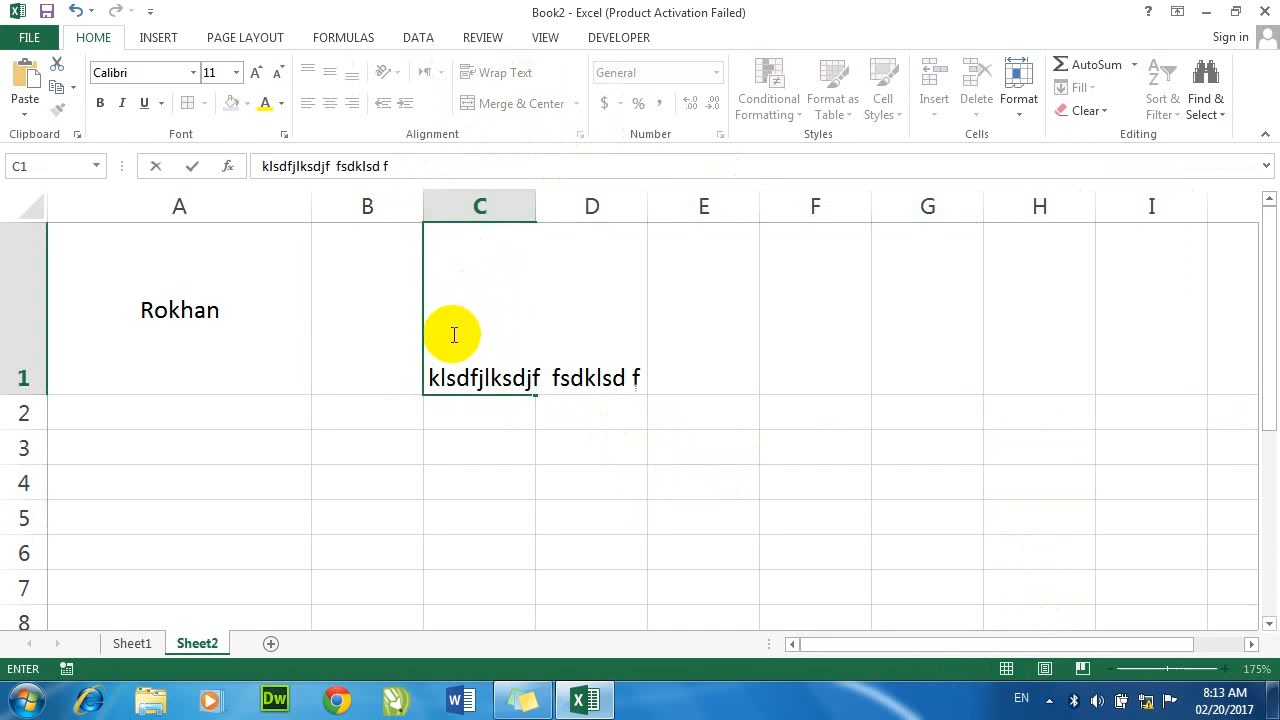 Book2 - Excel (Product Activation Failed)
FILE HOME INSERT PAGE LAYOUT FORMULAS DATA REVIEW VIEW DEVELOPER Sign in
Paste
Calibri 11
B I U A
Wrap Text
Merge & Center
General
$ % ,
Conditional Formatting
Format as Table
Cell Styles
Insert Delete Format
AutoSum
Fill
Clear
Sort & Filter
Find & Select
Clipboard Font Alignment Number Styles Cells Editing
C1 fx klsdfjlksdjf  fsdklsd f
A B C D E F G H I
Rokhan
1 klsdfjlksdjf  fsdklsd f
2
3
4
5
6
7
8
Sheet1 Sheet2
ENTER 175%
Dw W X EN 8:13 AM
02/20/2017